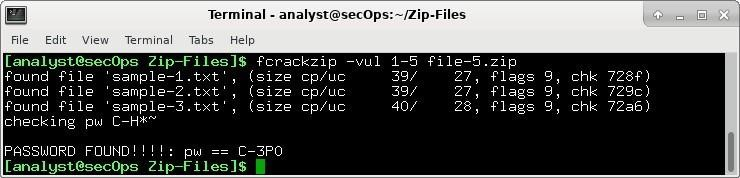 Terminal - analyst@secOps:~/Zip-Files
File Edit View Terminal Tabs Help
[analyst@secOps Zip-Files]$ fcrackzip -vul 1-5 file-5.zip
found file 'sample-1.txt', (size cp/uc     39/    27, flags 9, chk 728f)
found file 'sample-2.txt', (size cp/uc     39/    27, flags 9, chk 729c)
found file 'sample-3.txt', (size cp/uc     40/    28, flags 9, chk 72a6)
checking pw C-H*~
PASSWORD FOUND!!!!: pw == C-3PO
[analyst@secOps Zip-Files]$